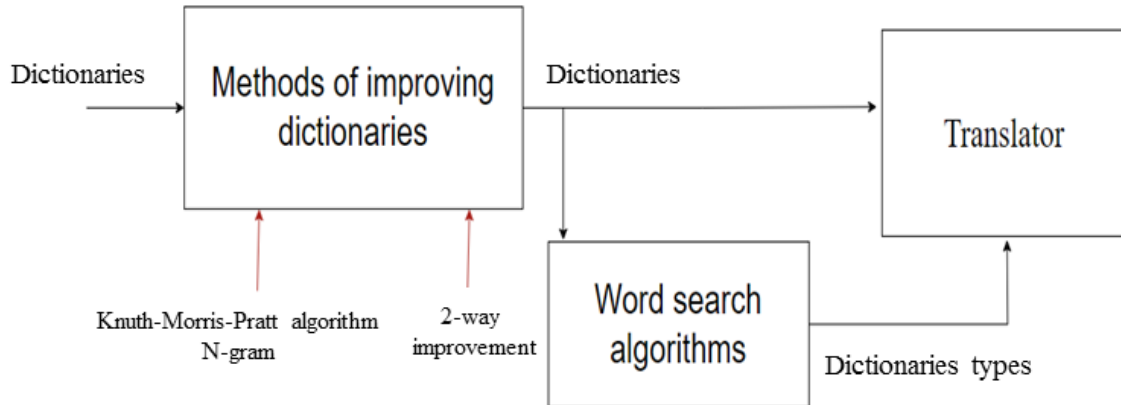 Dictionaries
Methods of improving
dictionaries
Dictionaries
Translator
Knuth-Morris-Pratt algorithm
N-gram
2-way
improvement
Word search
algorithms
Dictionaries types